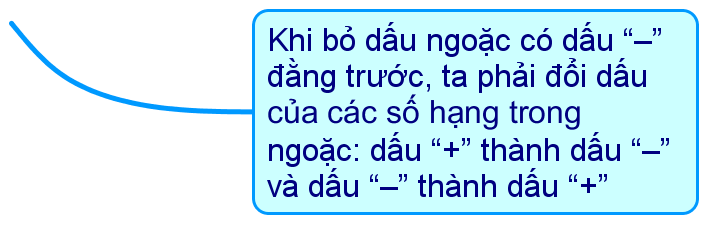 Khi bỏ dấu ngoặc có dấu “–”
đằng trước, ta phải đổi dấu
của các số hạng trong
ngoặc: dấu “+” thành dấu “–”
và dấu “–” thành dấu “+”